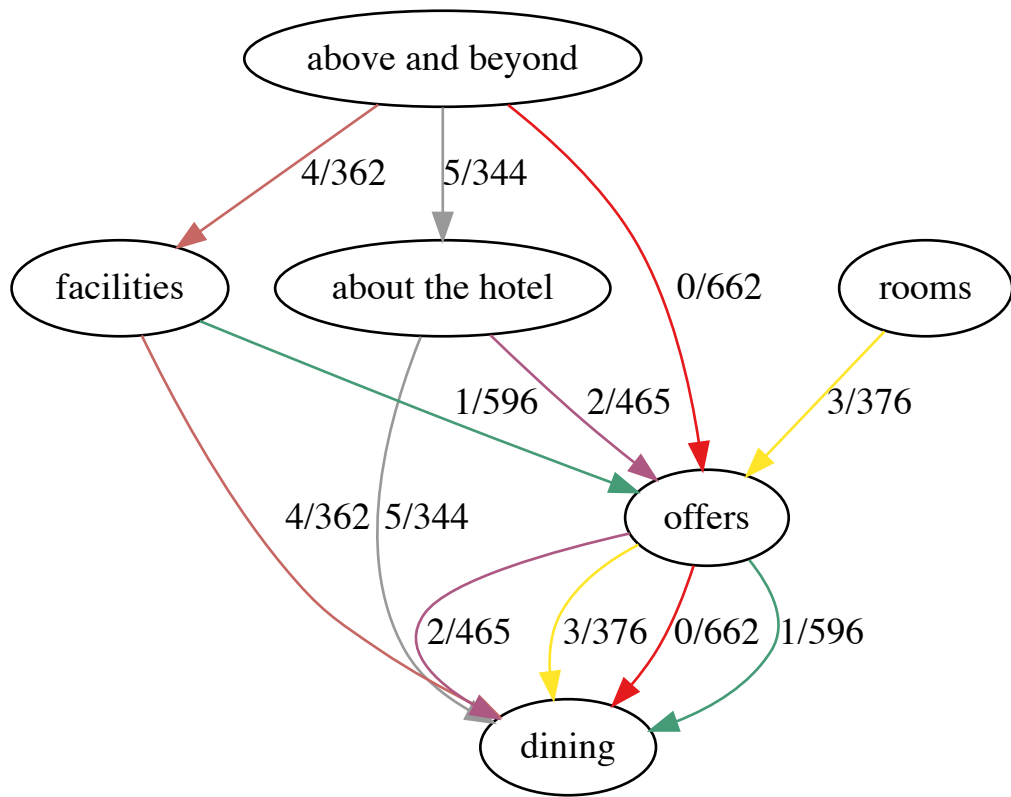 above and beyond
4/362
5/344
facilities
about the hotel
0/662
rooms
1/596
2/465
3/376
4/362
5/344
offers
2/465
3/376
0/662
1/596
dining